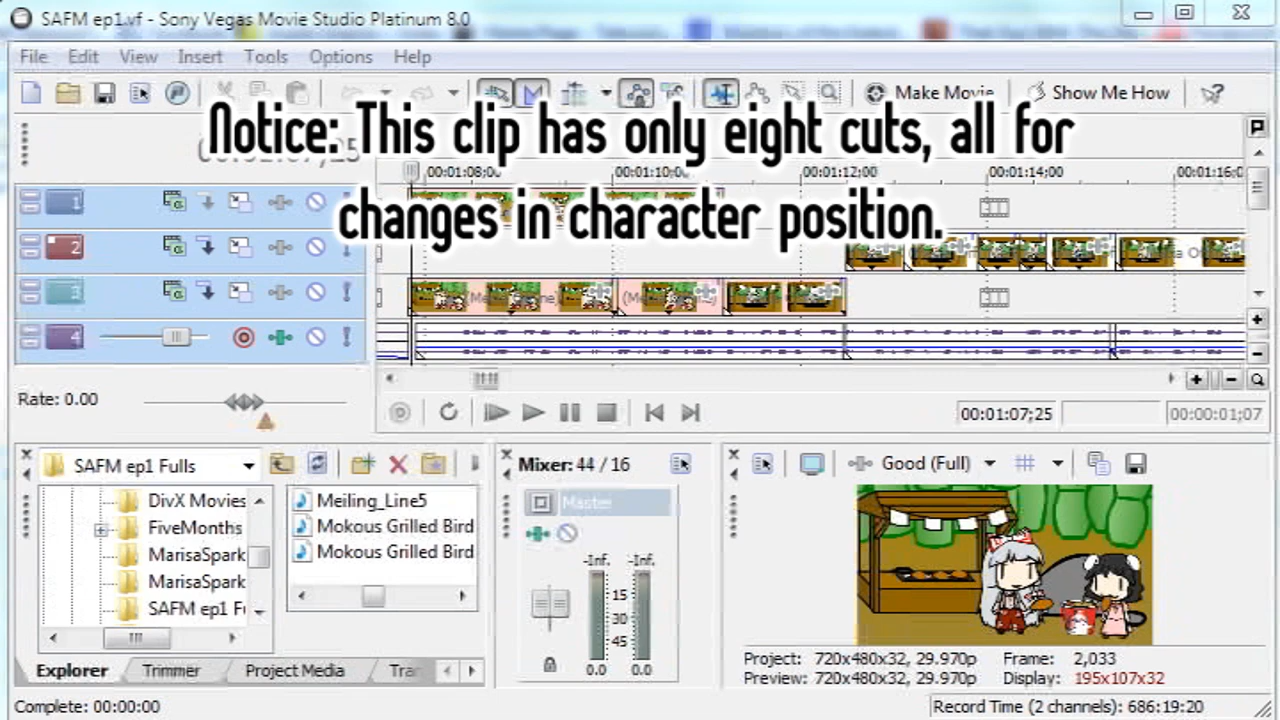 SAFM ep1.vf - Sony Vegas Movie Studio Platinum 8.0
File Edit View Insert Tools Options Help
Make Movie Show Me How
Notice: This clip has only eight cuts, all for
changes in character position.
00:01:08;00 00:01:10;00 00:01:12;00 00:01:14;00 00:01:16;0
1
2
3
4
Rate: 0.00
00:01:07;25 00:00:01;07
SAFM ep1 Fulls
Mixer: 44 / 16
Good (Full)
DivX Movies
FiveMonths
MarisaSpark
MarisaSpark
SAFM ep1 Fu
Meiling_Line5
Mokous Grilled Bird
Mokous Grilled Bird
Master
-Inf. -Inf.
15
30
45
0.0 0.0
Explorer Trimmer Project Media Tra
Project: 720x480x32, 29.970p Frame: 2,033
Preview: 720x480x32, 29.970p Display: 195x107x32
Complete: 00:00:00
Record Time (2 channels): 686:19:20